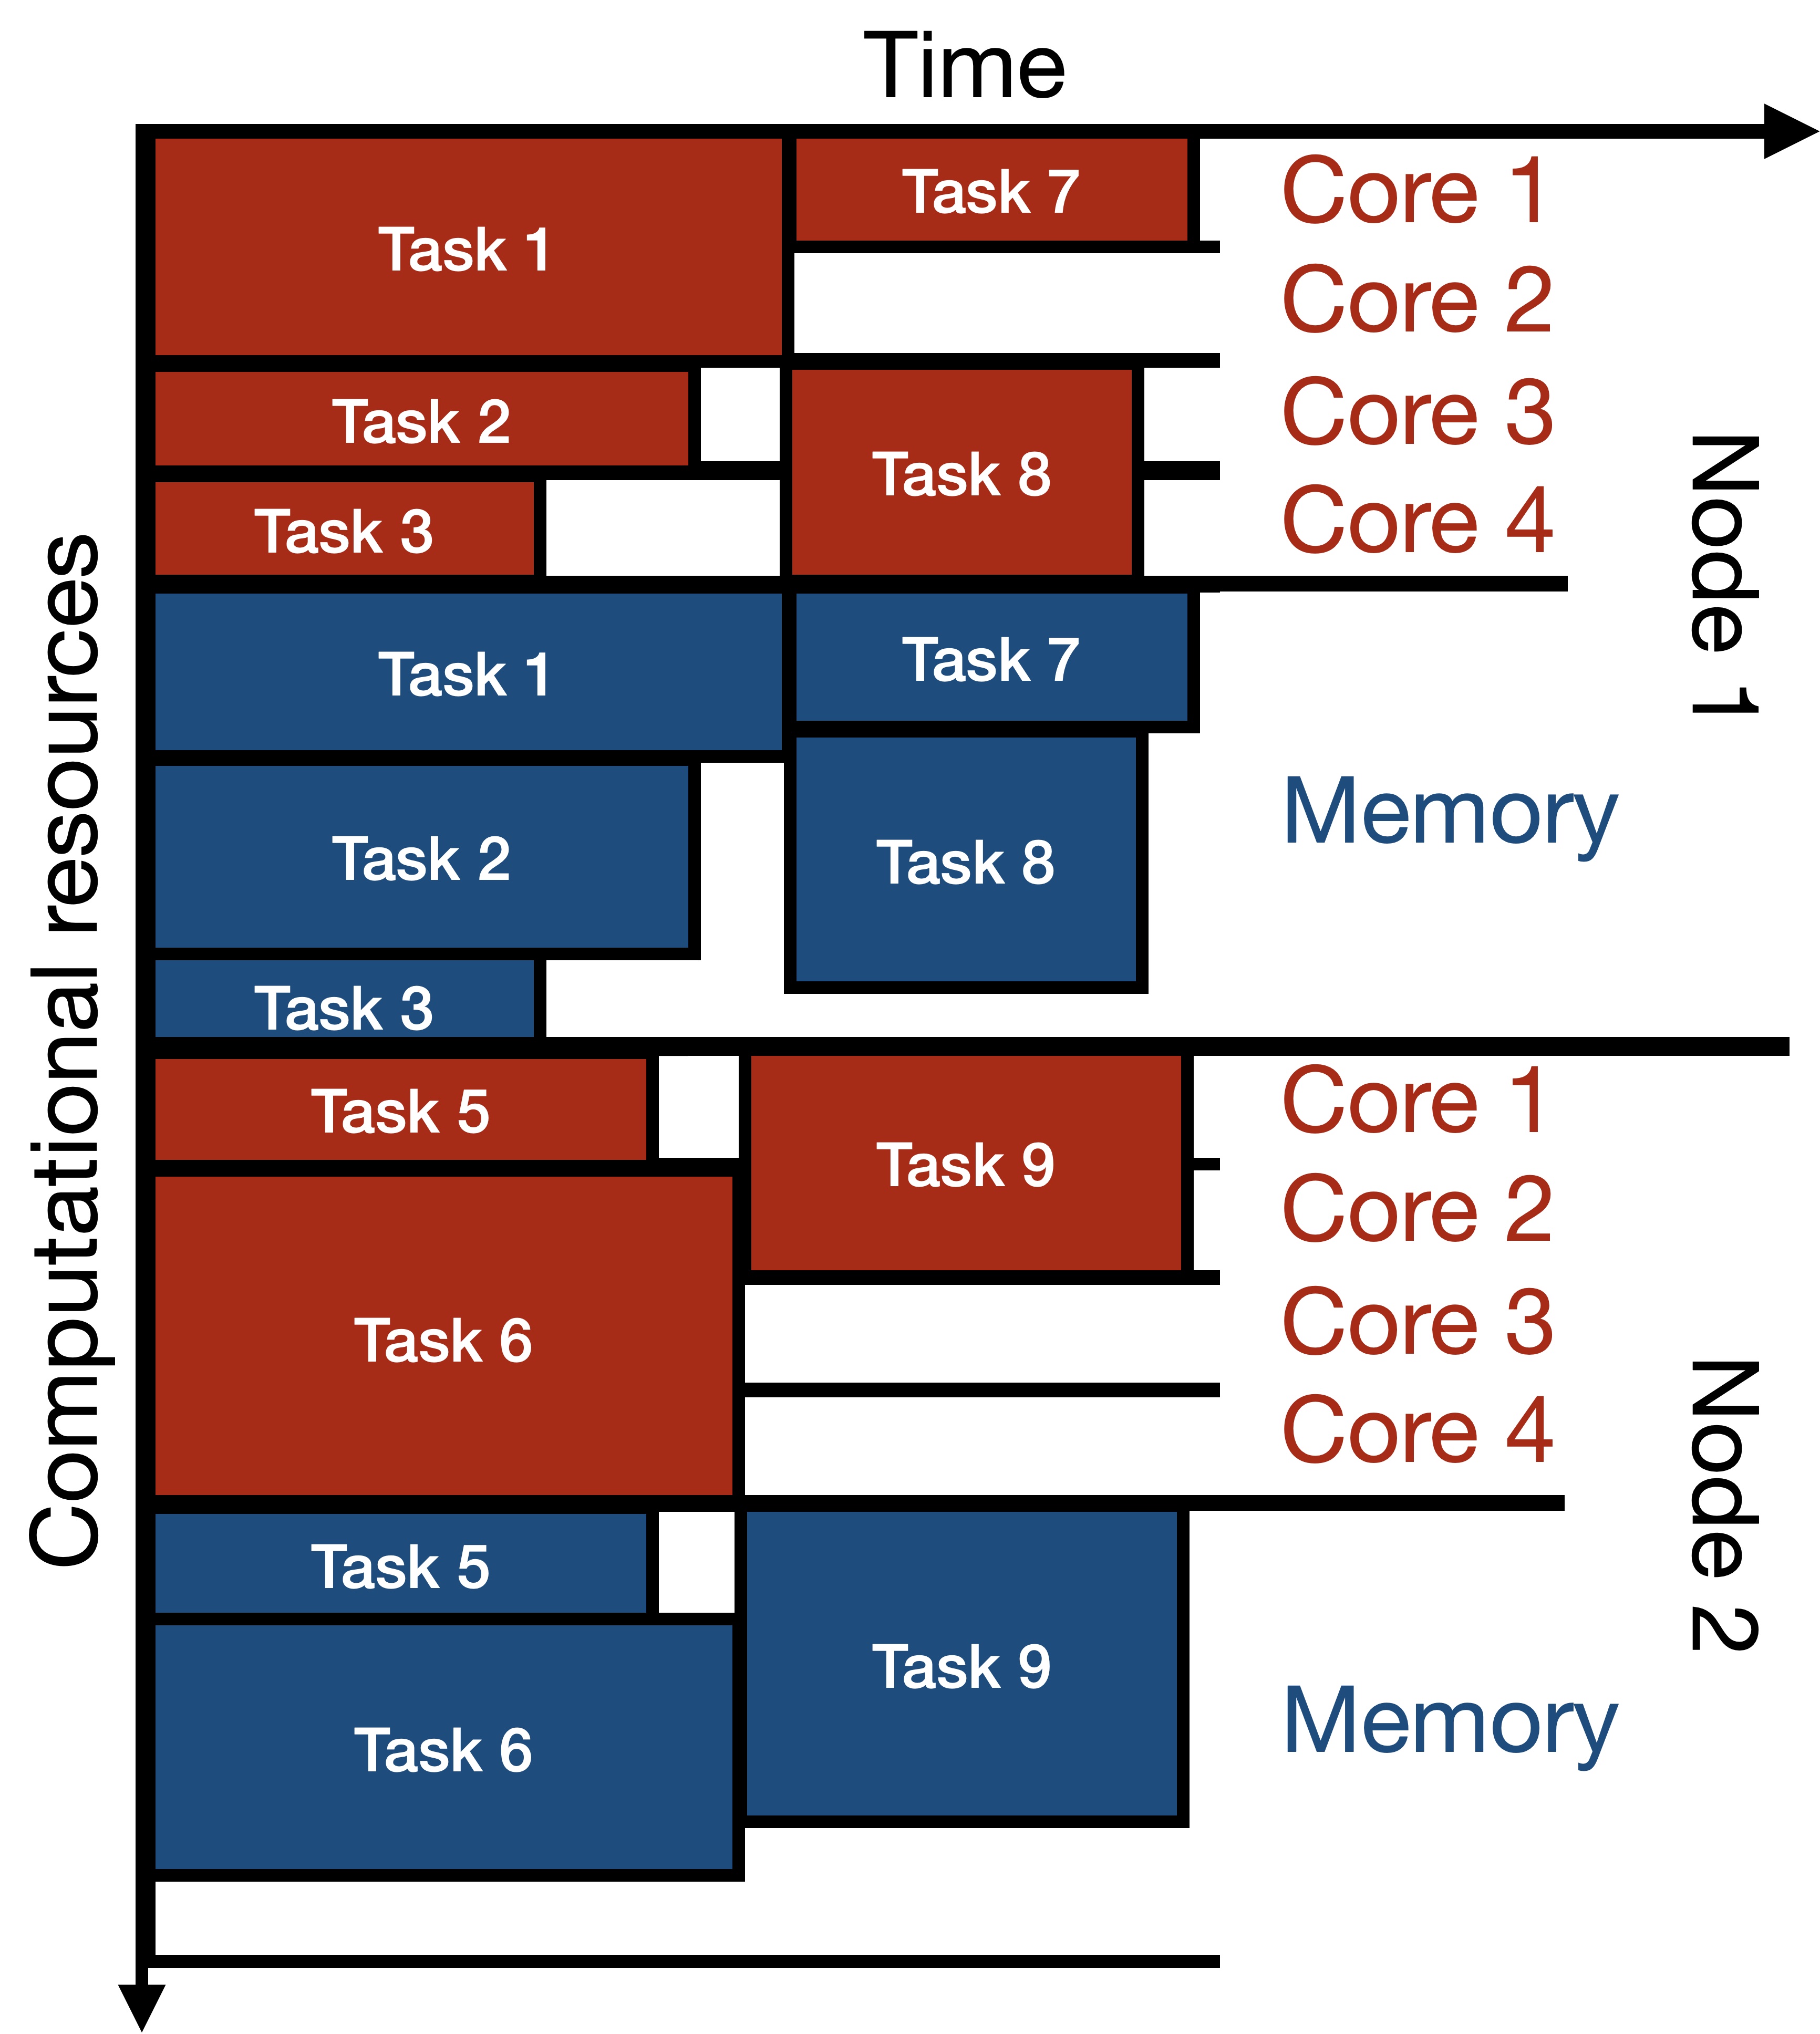 Time
Computational resources
Task 1
Task 7
Core 1
Core 2
Task 2
Task 8
Core 3
Task 3
Core 4
Node 1
Task 1
Task 7
Memory
Task 2
Task 8
Task 3
Task 5
Task 9
Core 1
Core 2
Task 6
Core 3
Core 4
Node 2
Task 5
Task 9
Memory
Task 6